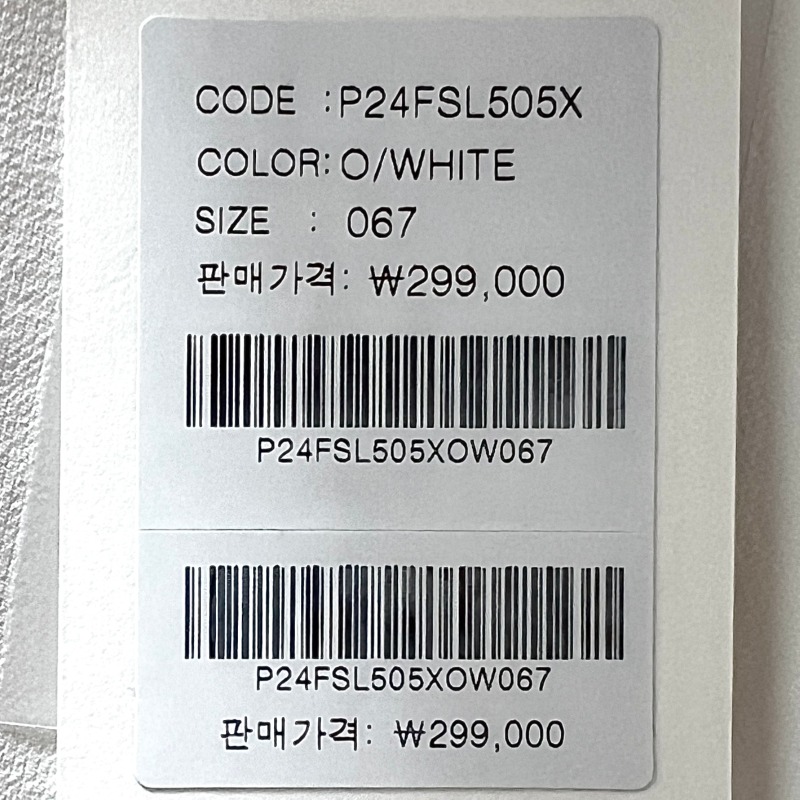 CODE :P24FSL505X
COLOR:O/WHITE
SIZE : 067
판매가격: ₩299,000
P24FSL505XOW067
P24FSL505XOW067
판매가격: ₩299,000